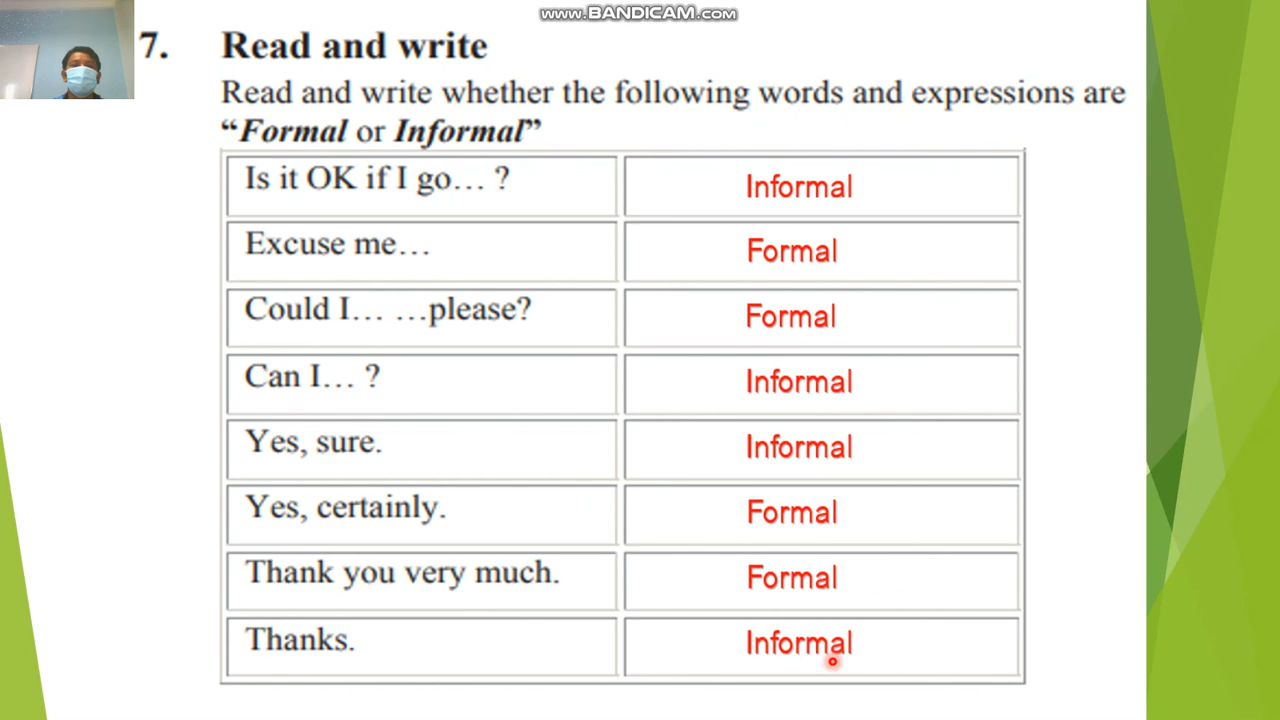 www.BANDICAM.com
7. Read and write
Read and write whether the following words and expressions are
“Formal or Informal”
Is it OK if I go… ? Informal
Excuse me… Formal
Could I… …please? Formal
Can I… ? Informal
Yes, sure. Informal
Yes, certainly. Formal
Thank you very much. Formal
Thanks. Informal